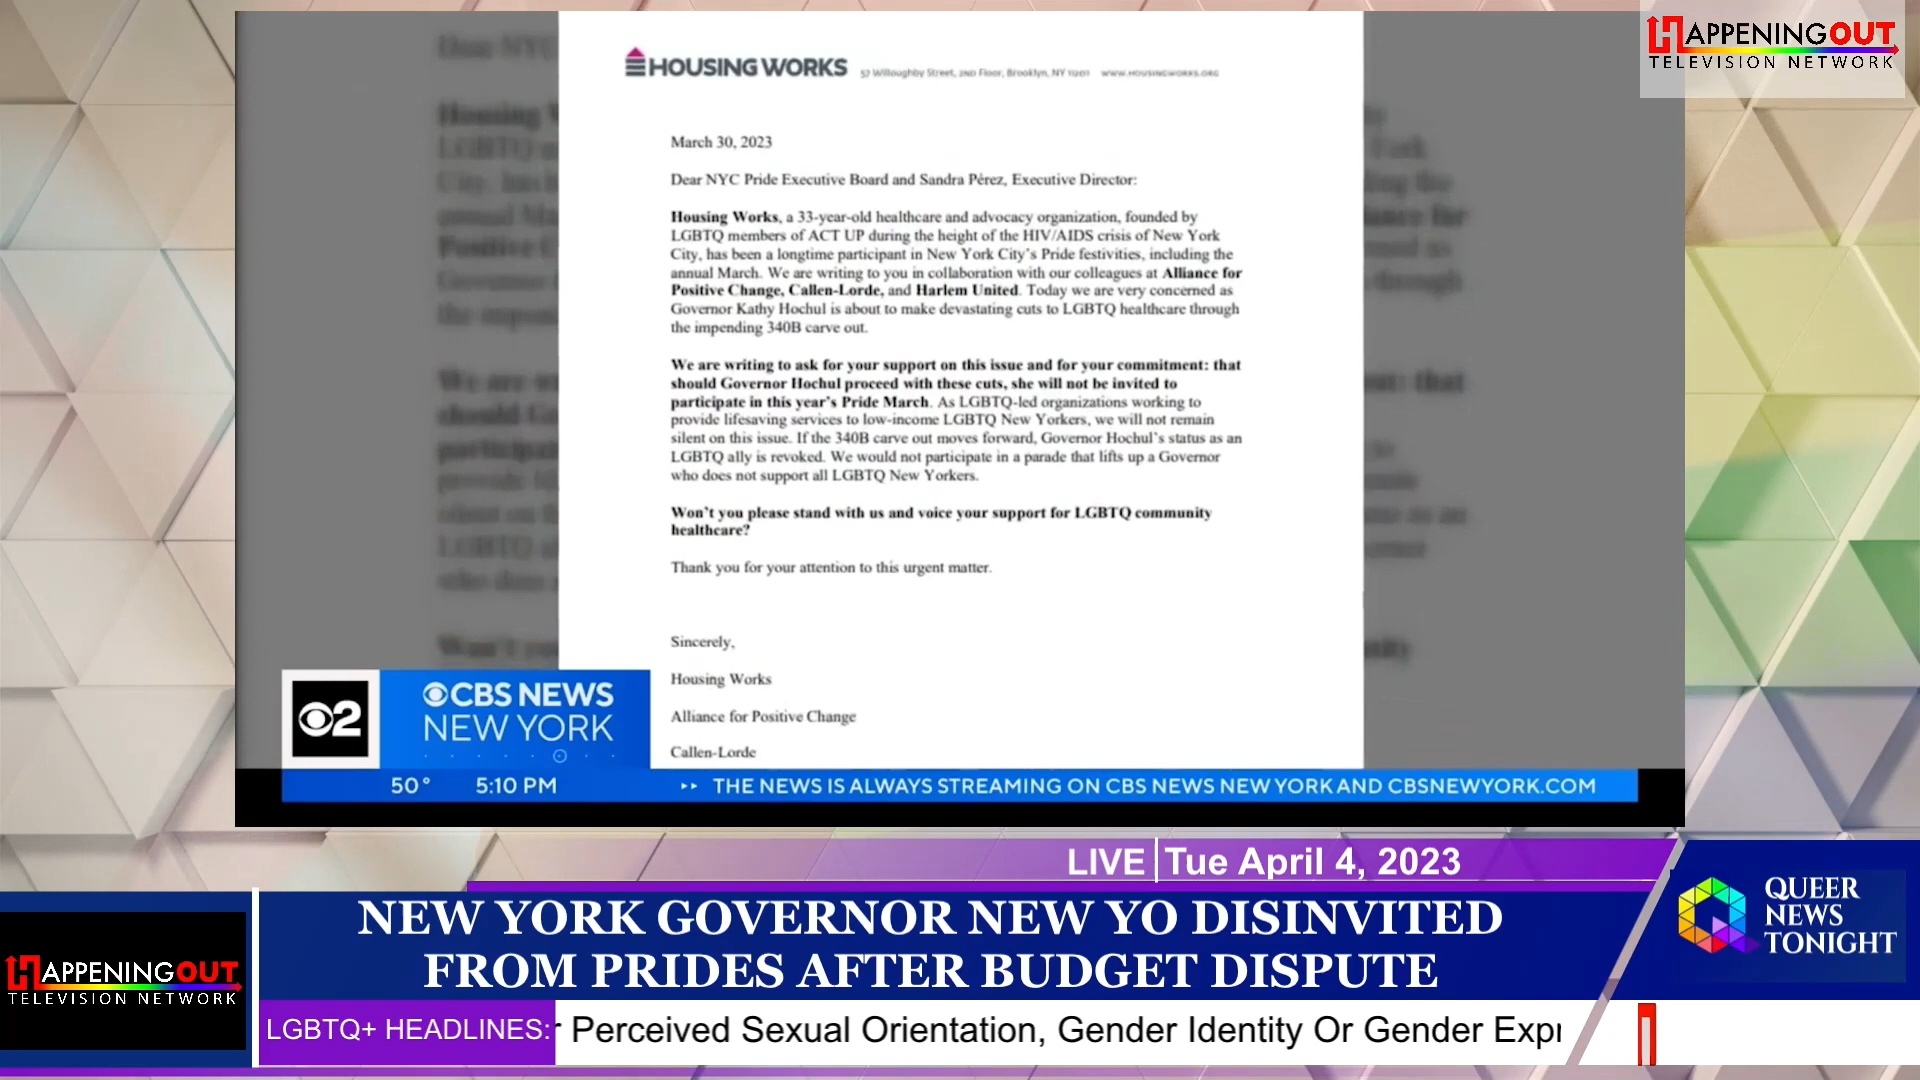 HAPPENINGOUT
TELEVISION NETWORK
HOUSING WORKS 57 Willoughby Street, 2ND Floor, Brooklyn, NY 11201 www.housingworks.org
March 30, 2023
Dear NYC Pride Executive Board and Sandra Pérez, Executive Director:
Housing Works, a 33-year-old healthcare and advocacy organization, founded by
LGBTQ members of ACT UP during the height of the HIV/AIDS crisis of New York
City, has been a longtime participant in New York City's Pride festivities, including the
annual March. We are writing to you in collaboration with our colleagues at Alliance for
Positive Change, Callen-Lorde, and Harlem United. Today we are very concerned as
Governor Kathy Hochul is about to make devastating cuts to LGBTQ healthcare through
the impending 340B carve out.
We are writing to ask for your support on this issue and for your commitment: that
should Governor Hochul proceed with these cuts, she will not be invited to
participate in this year's Pride March. As LGBTQ-led organizations working to
provide lifesaving services to low-income LGBTQ New Yorkers, we will not remain
silent on this issue. If the 340B carve out moves forward, Governor Hochul's status as an
LGBTQ ally is revoked. We would not participate in a parade that lifts up a Governor
who does not support all LGBTQ New Yorkers.
Won't you please stand with us and voice your support for LGBTQ community
healthcare?
Thank you for your attention to this urgent matter.
Sincerely,
Housing Works
Alliance for Positive Change
Callen-Lorde
2 CBS NEWS
NEW YORK
50° 5:10 PM THE NEWS IS ALWAYS STREAMING ON CBS NEWS NEW YORK AND CBSNEWYORK.COM
LIVE Tue April 4, 2023
NEW YORK GOVERNOR NEW YO DISINVITED
FROM PRIDES AFTER BUDGET DISPUTE
QUEER
NEWS
TONIGHT
HAPPENINGOUT
TELEVISION NETWORK
LGBTQ+ HEADLINES: r Perceived Sexual Orientation, Gender Identity Or Gender Expr